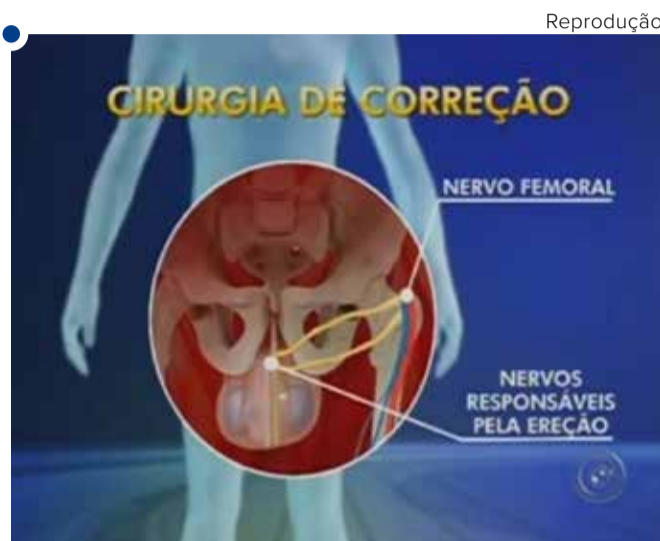 Reprodução
CIRURGIA DE CORREÇÃO
NERVO FEMORAL
NERVOS
RESPONSÁVEIS
PELA EREÇÃO